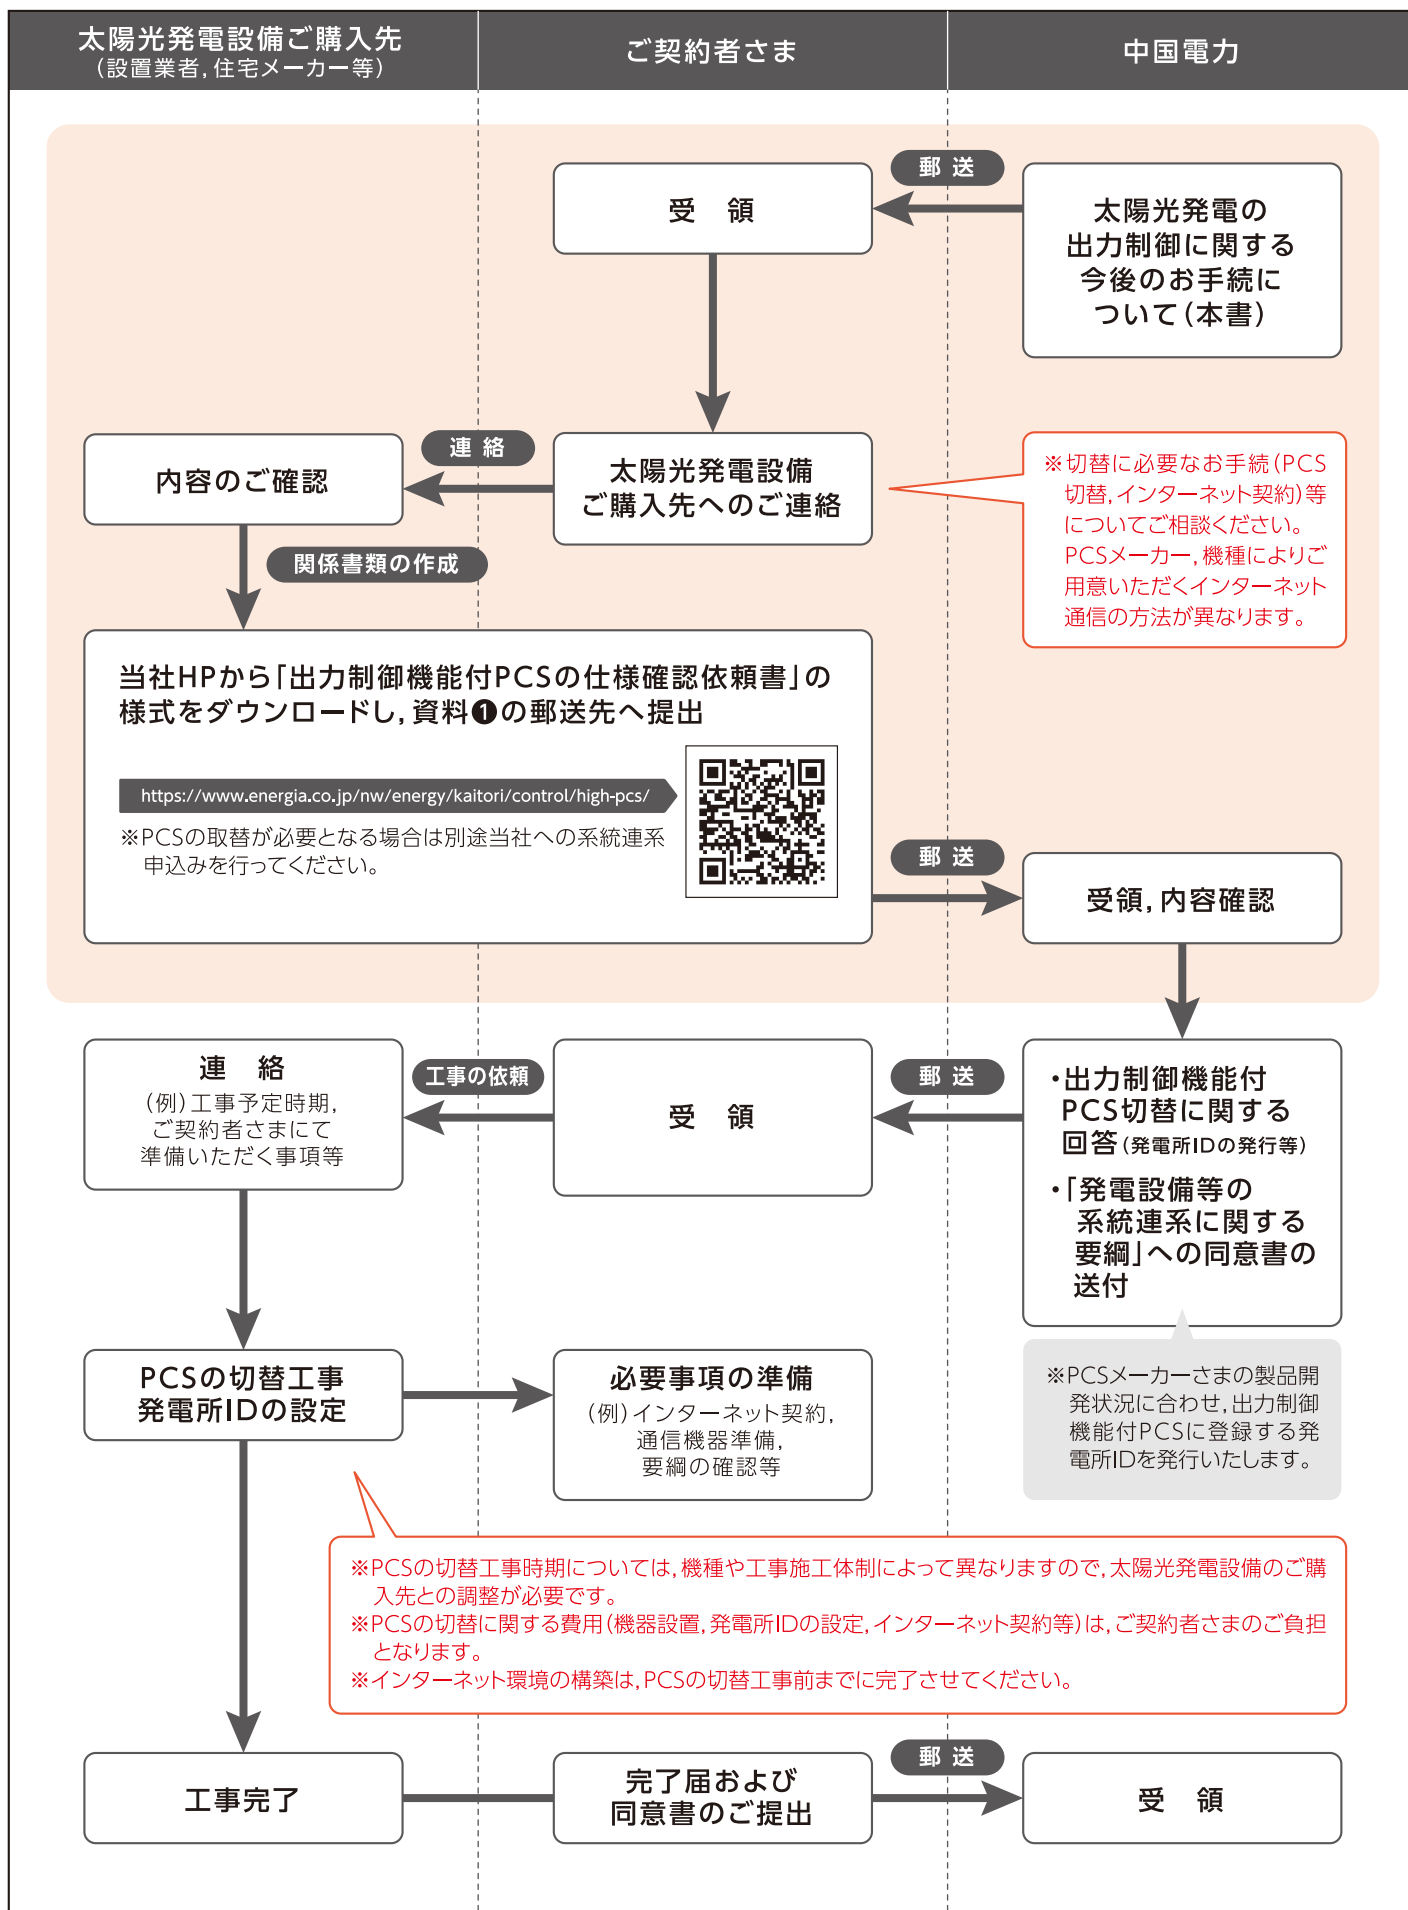 太陽光発電設備ご購入先
(設置業者,住宅メーカー等)
ご契約者さま
中国電力
郵 送
受　領
太陽光発電の
出力制御に関する
今後のお手続に
ついて(本書)
連 絡
内容のご確認
太陽光発電設備
ご購入先へのご連絡
※切替に必要なお手続(PCS
切替,インターネット契約)等
についてご相談ください。
PCSメーカー,機種によりご
用意いただくインターネット
通信の方法が異なります。
関係書類の作成
当社HPから「出力制御機能付PCSの仕様確認依頼書」の
様式をダウンロードし,資料❶の郵送先へ提出
https://www.energia.co.jp/nw/energy/kaitori/control/high-pcs/
※PCSの取替が必要となる場合は別途当社への系統連系
申込みを行ってください。
郵 送
受領,内容確認
連　絡
(例)工事予定時期,
ご契約者さまにて
準備いただく事項等
工事の依頼
受　領
郵 送
・出力制御機能付
PCS切替に関する
回答(発電所IDの発行等)
・「発電設備等の
系統連系に関する
要綱」への同意書の
送付
PCSの切替工事
発電所IDの設定
必要事項の準備
(例)インターネット契約,
通信機器準備,
要綱の確認等
※PCSメーカーさまの製品開
発状況に合わせ,出力制御
機能付PCSに登録する発
電所IDを発行いたします。
※PCSの切替工事時期については,機種や工事施工体制によって異なりますので,太陽光発電設備のご購
入先との調整が必要です。
※PCSの切替に関する費用(機器設置,発電所IDの設定,インターネット契約等)は,ご契約者さまのご負担
となります。
※インターネット環境の構築は,PCSの切替工事前までに完了させてください。
工事完了
完了届および
同意書のご提出
郵 送
受　領